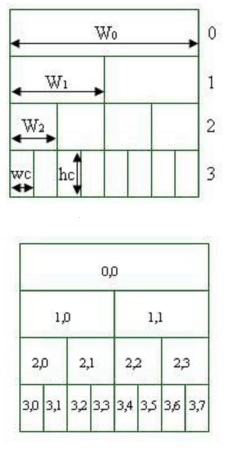 W₀ 0
W₁ 1
W₂ 2
wc hc 3
0,0
1,0 1,1
2,0 2,1 2,2 2,3
3,0 3,1 3,2 3,3 3,4 3,5 3,6 3,7